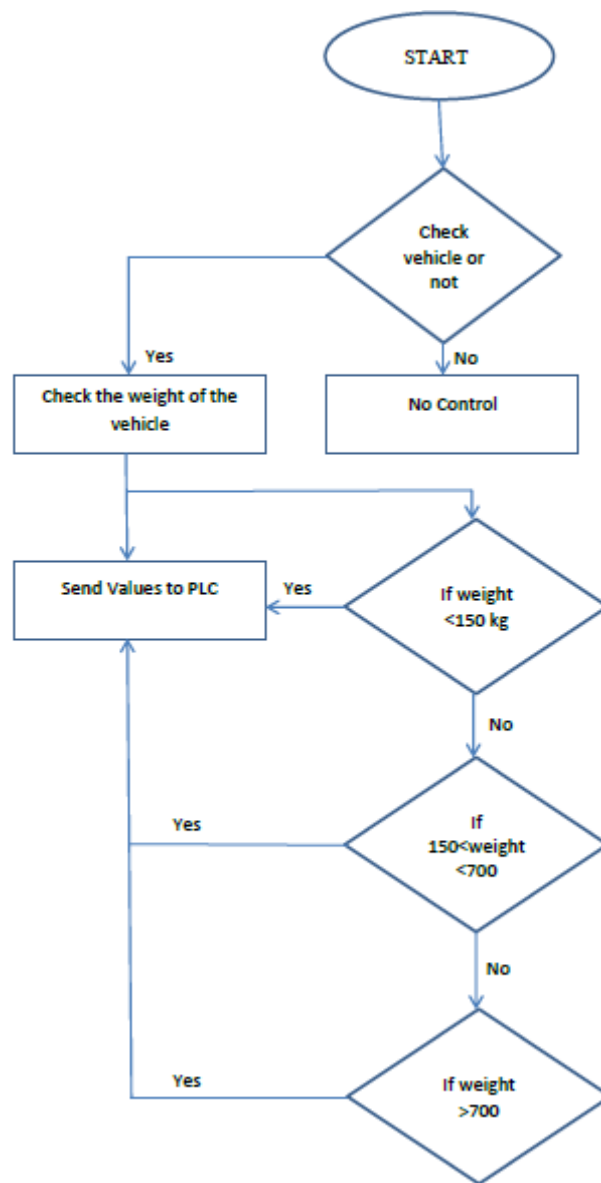 START
Check
vehicle or
not
Yes
No
Check the weight of the
vehicle
No Control
Send Values to PLC
Yes
If weight
<150 kg
No
Yes
If
150<weight
<700
No
Yes
If weight
>700